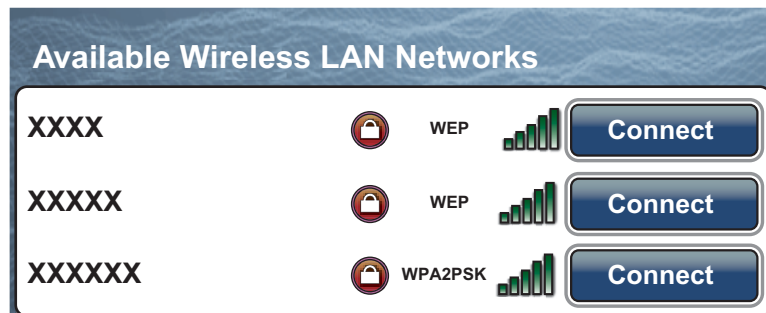 Available Wireless LAN Networks
XXXX WEP Connect
XXXXX WEP Connect
XXXXXX WPA2PSK Connect